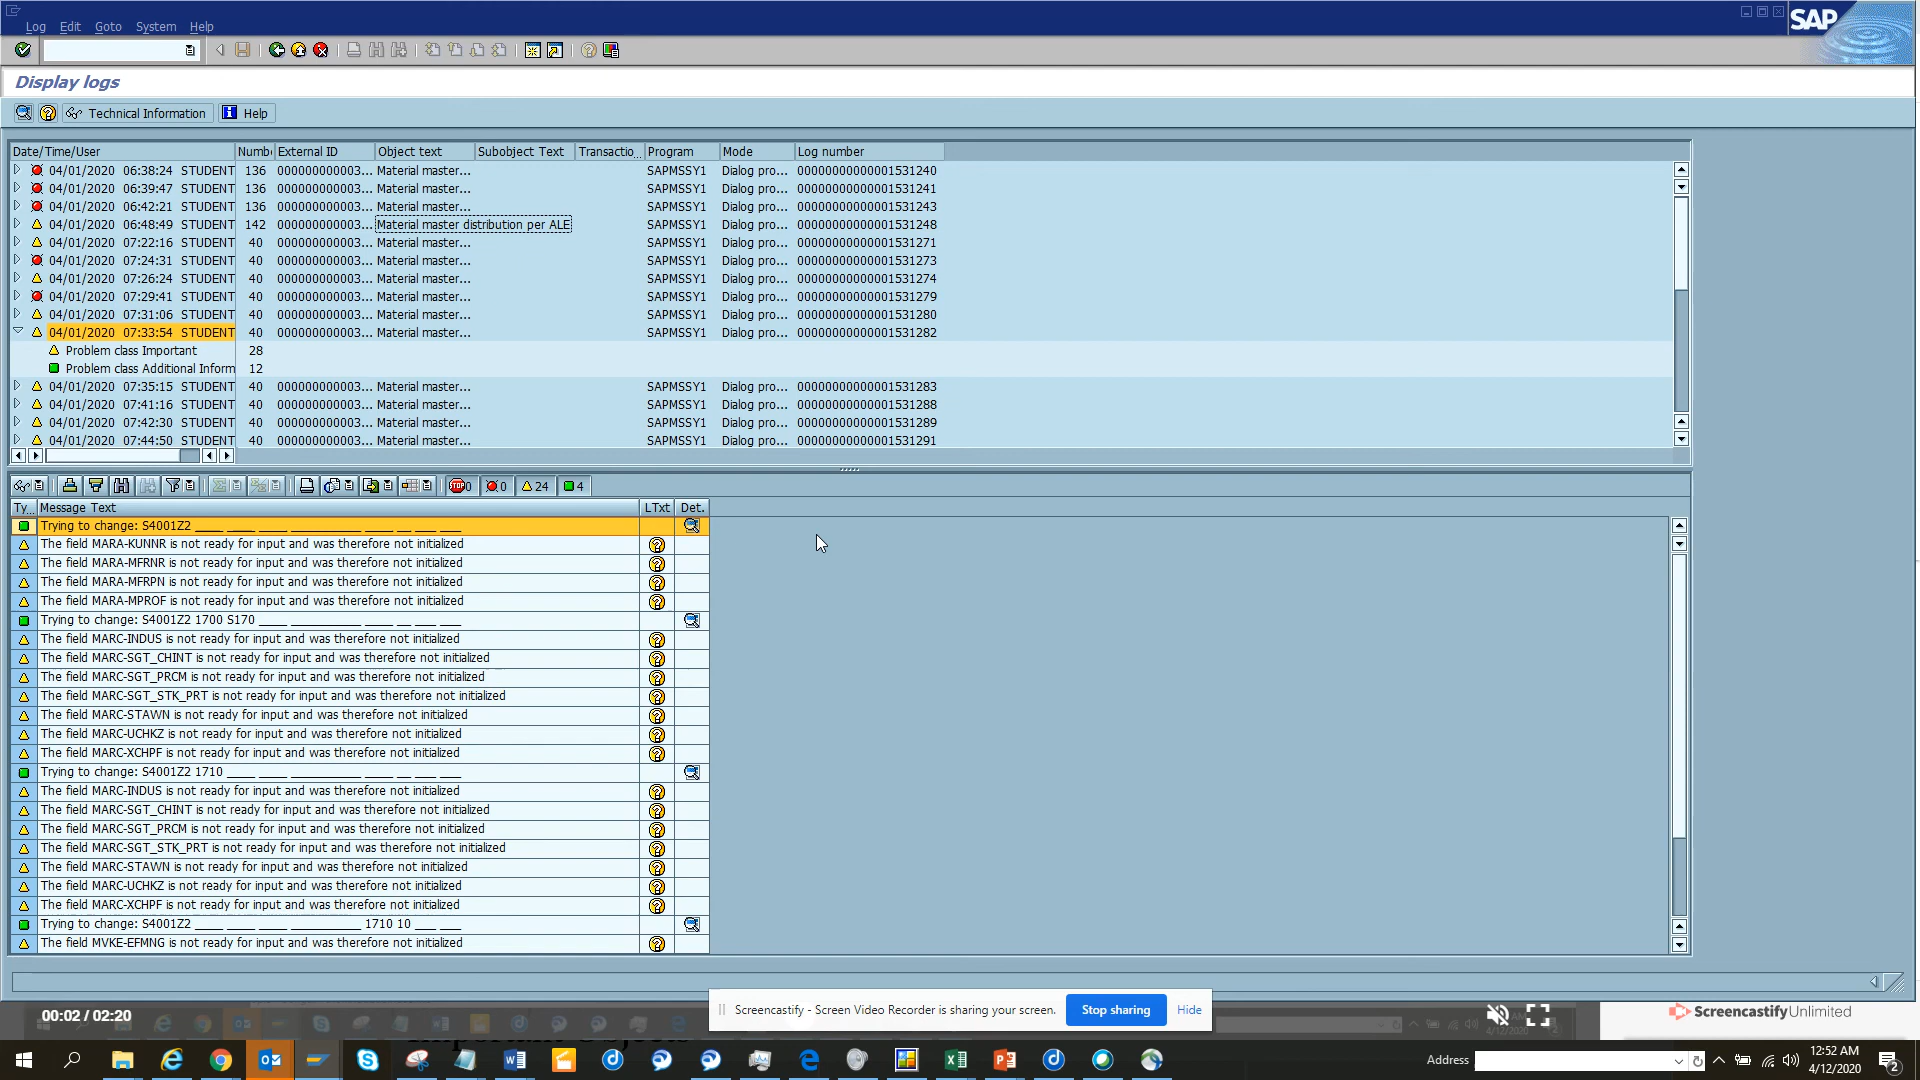 Log Edit Goto System Help
SAP
Display logs
Technical Information Help
Date/Time/User Numb External ID Object text Subobject Text Transactio... Program Mode Log number
04/01/2020 06:38:24 STUDENT 136 000000000003... Material master... SAPMSSY1 Dialog pro... 00000000000001531240
04/01/2020 06:39:47 STUDENT 136 000000000003... Material master... SAPMSSY1 Dialog pro... 00000000000001531241
04/01/2020 06:42:21 STUDENT 136 000000000003... Material master... SAPMSSY1 Dialog pro... 00000000000001531243
04/01/2020 06:48:49 STUDENT 142 000000000003... Material master distribution per ALE SAPMSSY1 Dialog pro... 00000000000001531248
04/01/2020 07:22:16 STUDENT 40 000000000003... Material master... SAPMSSY1 Dialog pro... 00000000000001531271
04/01/2020 07:24:31 STUDENT 40 000000000003... Material master... SAPMSSY1 Dialog pro... 00000000000001531273
04/01/2020 07:26:24 STUDENT 40 000000000003... Material master... SAPMSSY1 Dialog pro... 00000000000001531274
04/01/2020 07:29:41 STUDENT 40 000000000003... Material master... SAPMSSY1 Dialog pro... 00000000000001531279
04/01/2020 07:31:06 STUDENT 40 000000000003... Material master... SAPMSSY1 Dialog pro... 00000000000001531280
04/01/2020 07:33:54 STUDENT 40 000000000003... Material master... SAPMSSY1 Dialog pro... 00000000000001531282
Problem class Important 28
Problem class Additional Inform 12
04/01/2020 07:35:15 STUDENT 40 000000000003... Material master... SAPMSSY1 Dialog pro... 00000000000001531283
04/01/2020 07:41:16 STUDENT 40 000000000003... Material master... SAPMSSY1 Dialog pro... 00000000000001531288
04/01/2020 07:42:30 STUDENT 40 000000000003... Material master... SAPMSSY1 Dialog pro... 00000000000001531289
04/01/2020 07:44:50 STUDENT 40 000000000003... Material master... SAPMSSY1 Dialog pro... 00000000000001531291
STOP 0 0 24 4
Ty... Message Text LTxt Det.
Trying to change: S4001Z2 ____ ____ ____ __________ ____ __ ___ ___
The field MARA-KUNNR is not ready for input and was therefore not initialized
The field MARA-MFRNR is not ready for input and was therefore not initialized
The field MARA-MFRPN is not ready for input and was therefore not initialized
The field MARA-MPROF is not ready for input and was therefore not initialized
Trying to change: S4001Z2 1700 S170 ____ __________ ____ __ ___ ___
The field MARC-INDUS is not ready for input and was therefore not initialized
The field MARC-SGT_CHINT is not ready for input and was therefore not initialized
The field MARC-SGT_PRCM is not ready for input and was therefore not initialized
The field MARC-SGT_STK_PRT is not ready for input and was therefore not initialized
The field MARC-STAWN is not ready for input and was therefore not initialized
The field MARC-UCHKZ is not ready for input and was therefore not initialized
The field MARC-XCHPF is not ready for input and was therefore not initialized
Trying to change: S4001Z2 1710 ____ ____ __________ ____ __ ___ ___
The field MARC-INDUS is not ready for input and was therefore not initialized
The field MARC-SGT_CHINT is not ready for input and was therefore not initialized
The field MARC-SGT_PRCM is not ready for input and was therefore not initialized
The field MARC-SGT_STK_PRT is not ready for input and was therefore not initialized
The field MARC-STAWN is not ready for input and was therefore not initialized
The field MARC-UCHKZ is not ready for input and was therefore not initialized
The field MARC-XCHPF is not ready for input and was therefore not initialized
Trying to change: S4001Z2 ____ ____ ____ __________ 1710 10 ___ ___
The field MVKE-EFMNG is not ready for input and was therefore not initialized
00:02 / 02:20
Screencastify - Screen Video Recorder is sharing your screen. Stop sharing Hide
Screencastify Unlimited
Address
12:52 AM
4/12/2020
2